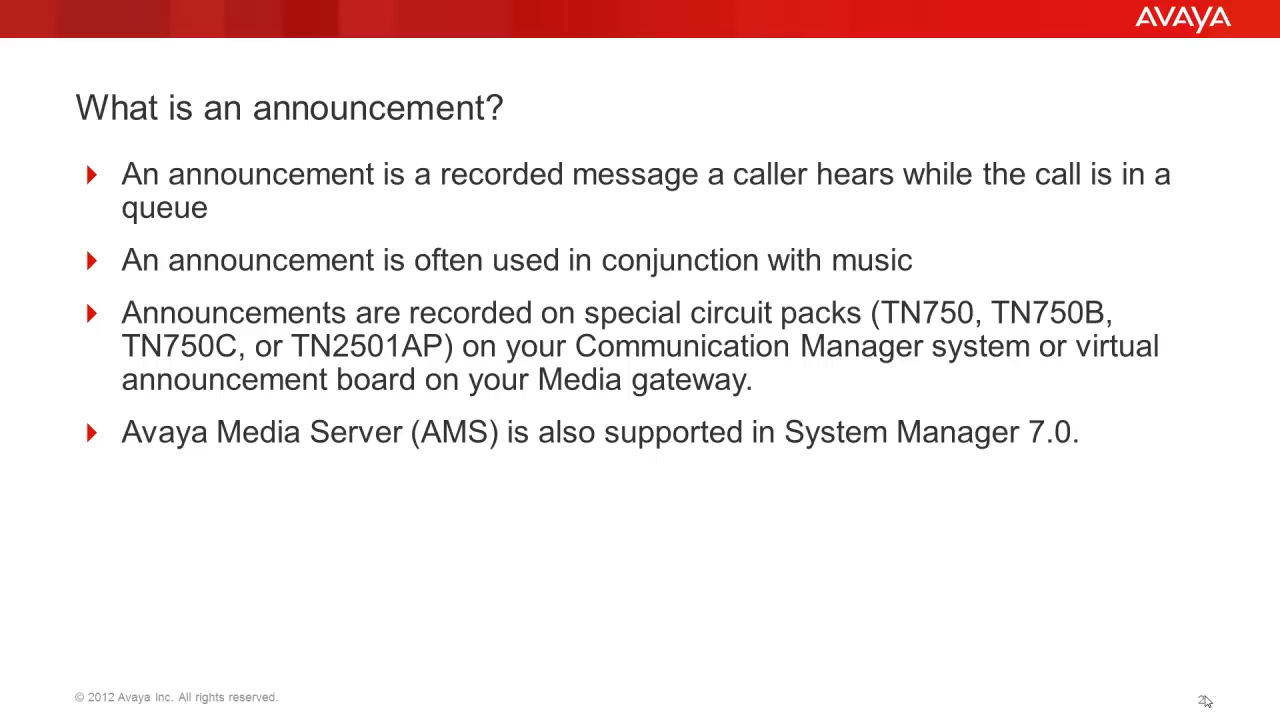 AVAYA
What is an announcement?
An announcement is a recorded message a caller hears while the call is in a
queue
An announcement is often used in conjunction with music
Announcements are recorded on special circuit packs (TN750, TN750B,
TN750C, or TN2501AP) on your Communication Manager system or virtual
announcement board on your Media gateway.
Avaya Media Server (AMS) is also supported in System Manager 7.0.
© 2012 Avaya Inc. All rights reserved.
2